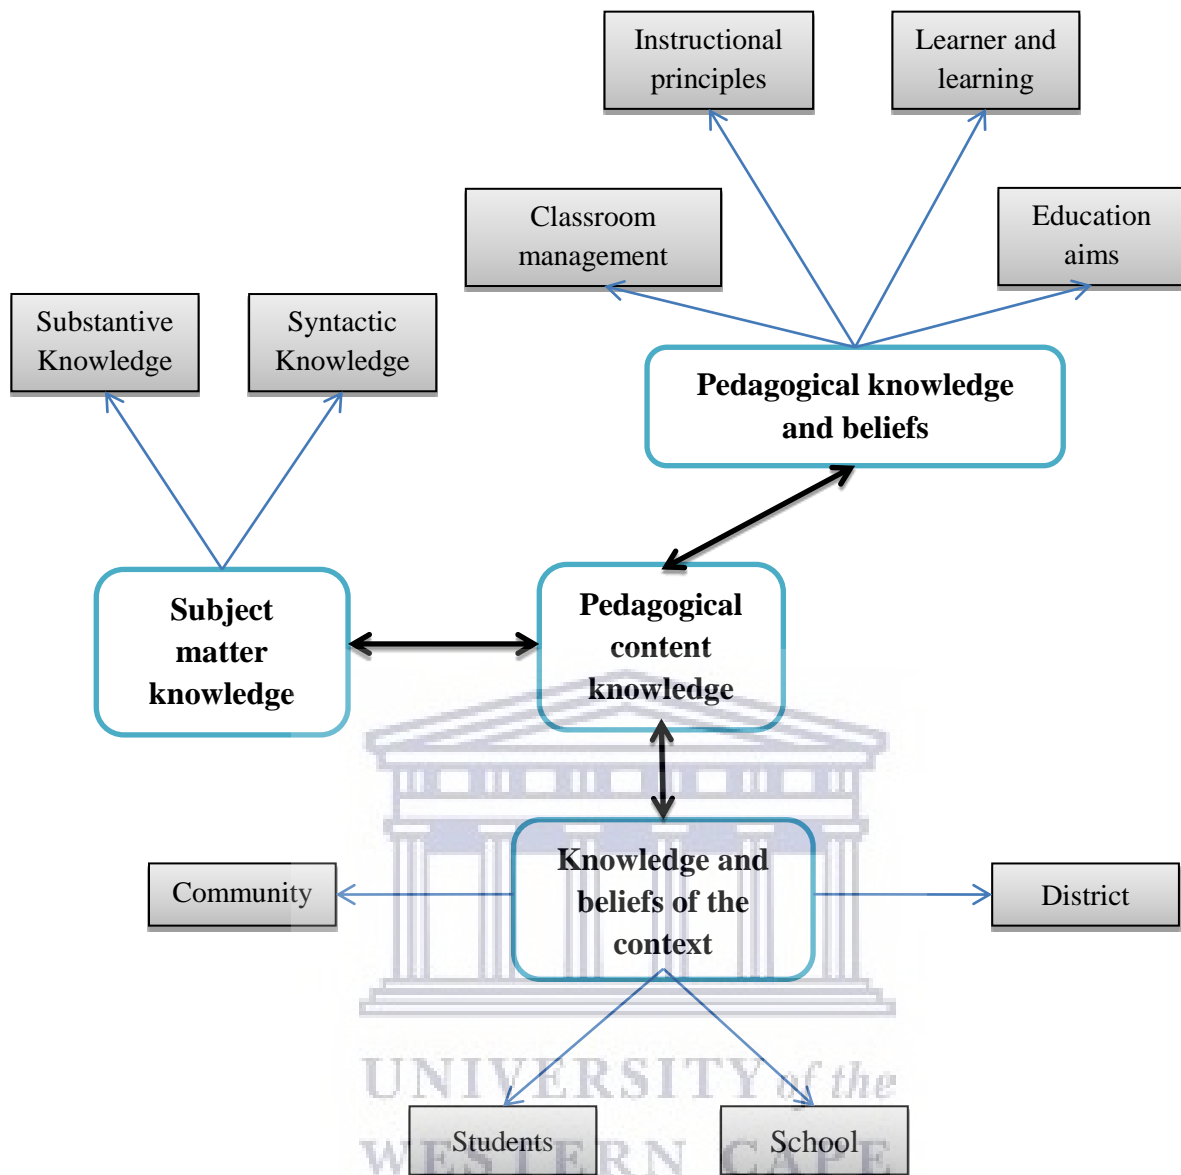 Instructional
principles
Learner and
learning
Classroom
management
Education
aims
Substantive
Knowledge
Syntactic
Knowledge
Pedagogical knowledge
and beliefs
Subject
matter
knowledge
Pedagogical
content
knowledge
Knowledge and
beliefs of the
context
Community
District
UNIVERSITY of the
Students
School
WESTERN CAPE